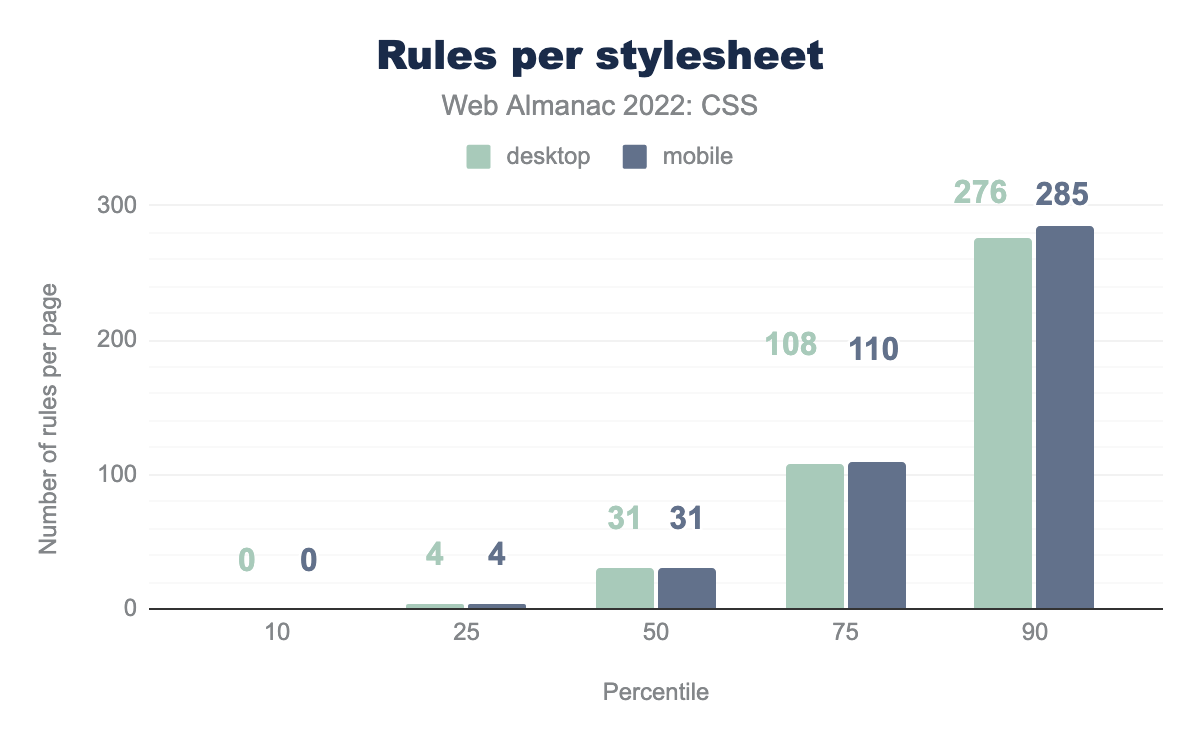 Rules per stylesheet
Web Almanac 2022: CSS
desktop mobile
276 285
300
108 110
200
100
31 31
0 0 4 4
0
10 25 50 75 90
Number of rules per page
Percentile